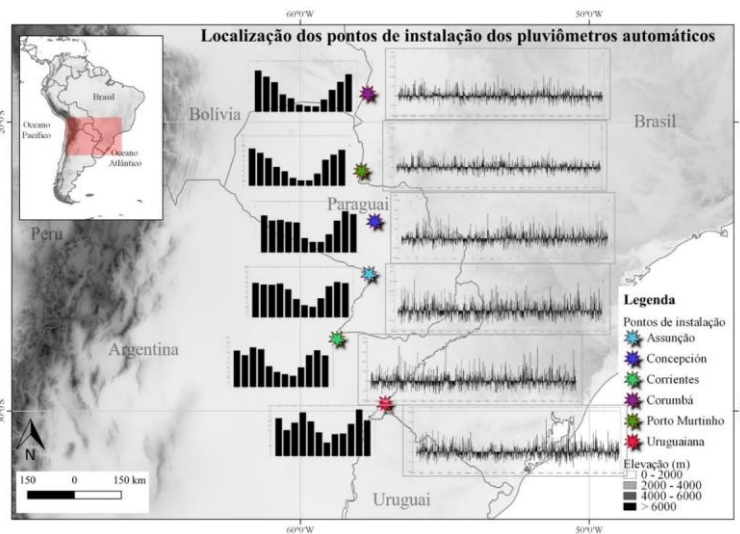 60°0'W
50°0'W
Localização dos pontos de instalação dos pluviômetros automáticos
Brasil
Oceano
Pacífico
Oceano
Atlântico
Bolívia
Brasil
Paraguai
Peru
Argentina
Uruguai
N
150 0 150 km
Legenda
Pontos de instalação
Assunção
Concepción
Corrientes
Corumbá
Porto Murtinho
Uruguaiana
Elevação (m)
0 - 2000
2000 - 4000
4000 - 6000
> 6000
60°0'W
50°0'W